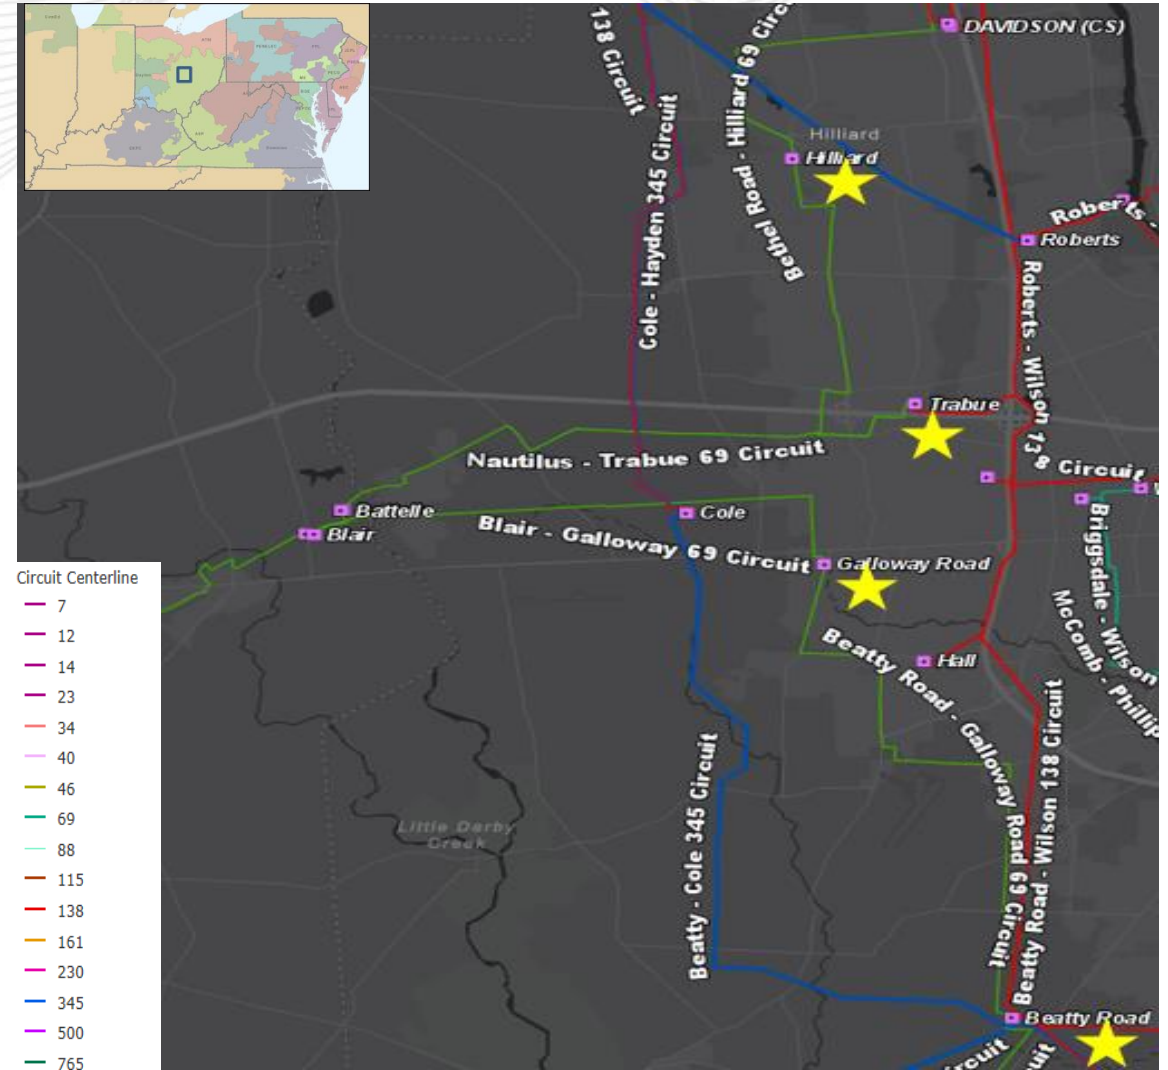 138 Circuit
Bethel Road - Hilliard 69 Circu
DAVIDSON (CS)
Hilliard
Hilliard
Cole - Hayden 345 Circuit
Roberts -
Roberts
Roberts - Wilson 138 Circuit
Trabue
Nautilus - Trabue 69 Circuit
Battelle
Blair
Cole
Blair - Galloway 69 Circuit
Galloway Road
Briggsdale - Wilson
McComb - Phillip
Hall
Beatty Road - Galloway Road 69 Circuit
Beatty Road - Wilson 138 Circuit
Beatty - Cole 345 Circuit
Little Darby
Creek
Beatty Road
ircuit
uit
Circuit Centerline
7
12
14
23
34
40
46
69
88
115
138
161
230
345
500
765